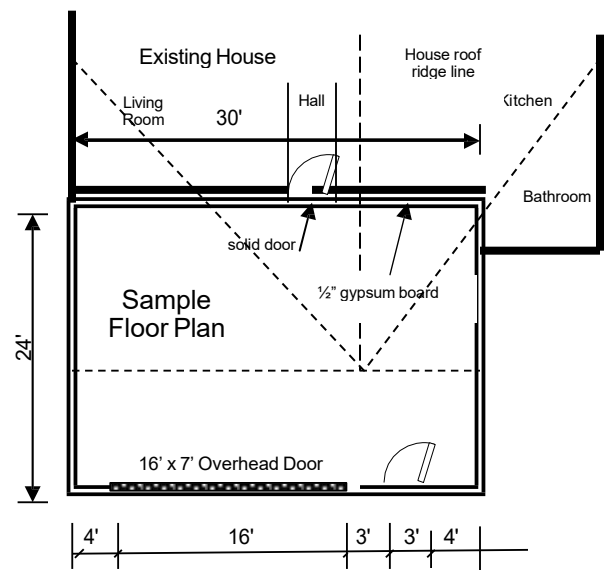 Existing House
House roof
ridge line
Living
Room
Hall
Kitchen
30'
Bathroom
solid door
½" gypsum board
Sample
Floor Plan
24'
16' x 7' Overhead Door
4'
16'
3'
3'
4'